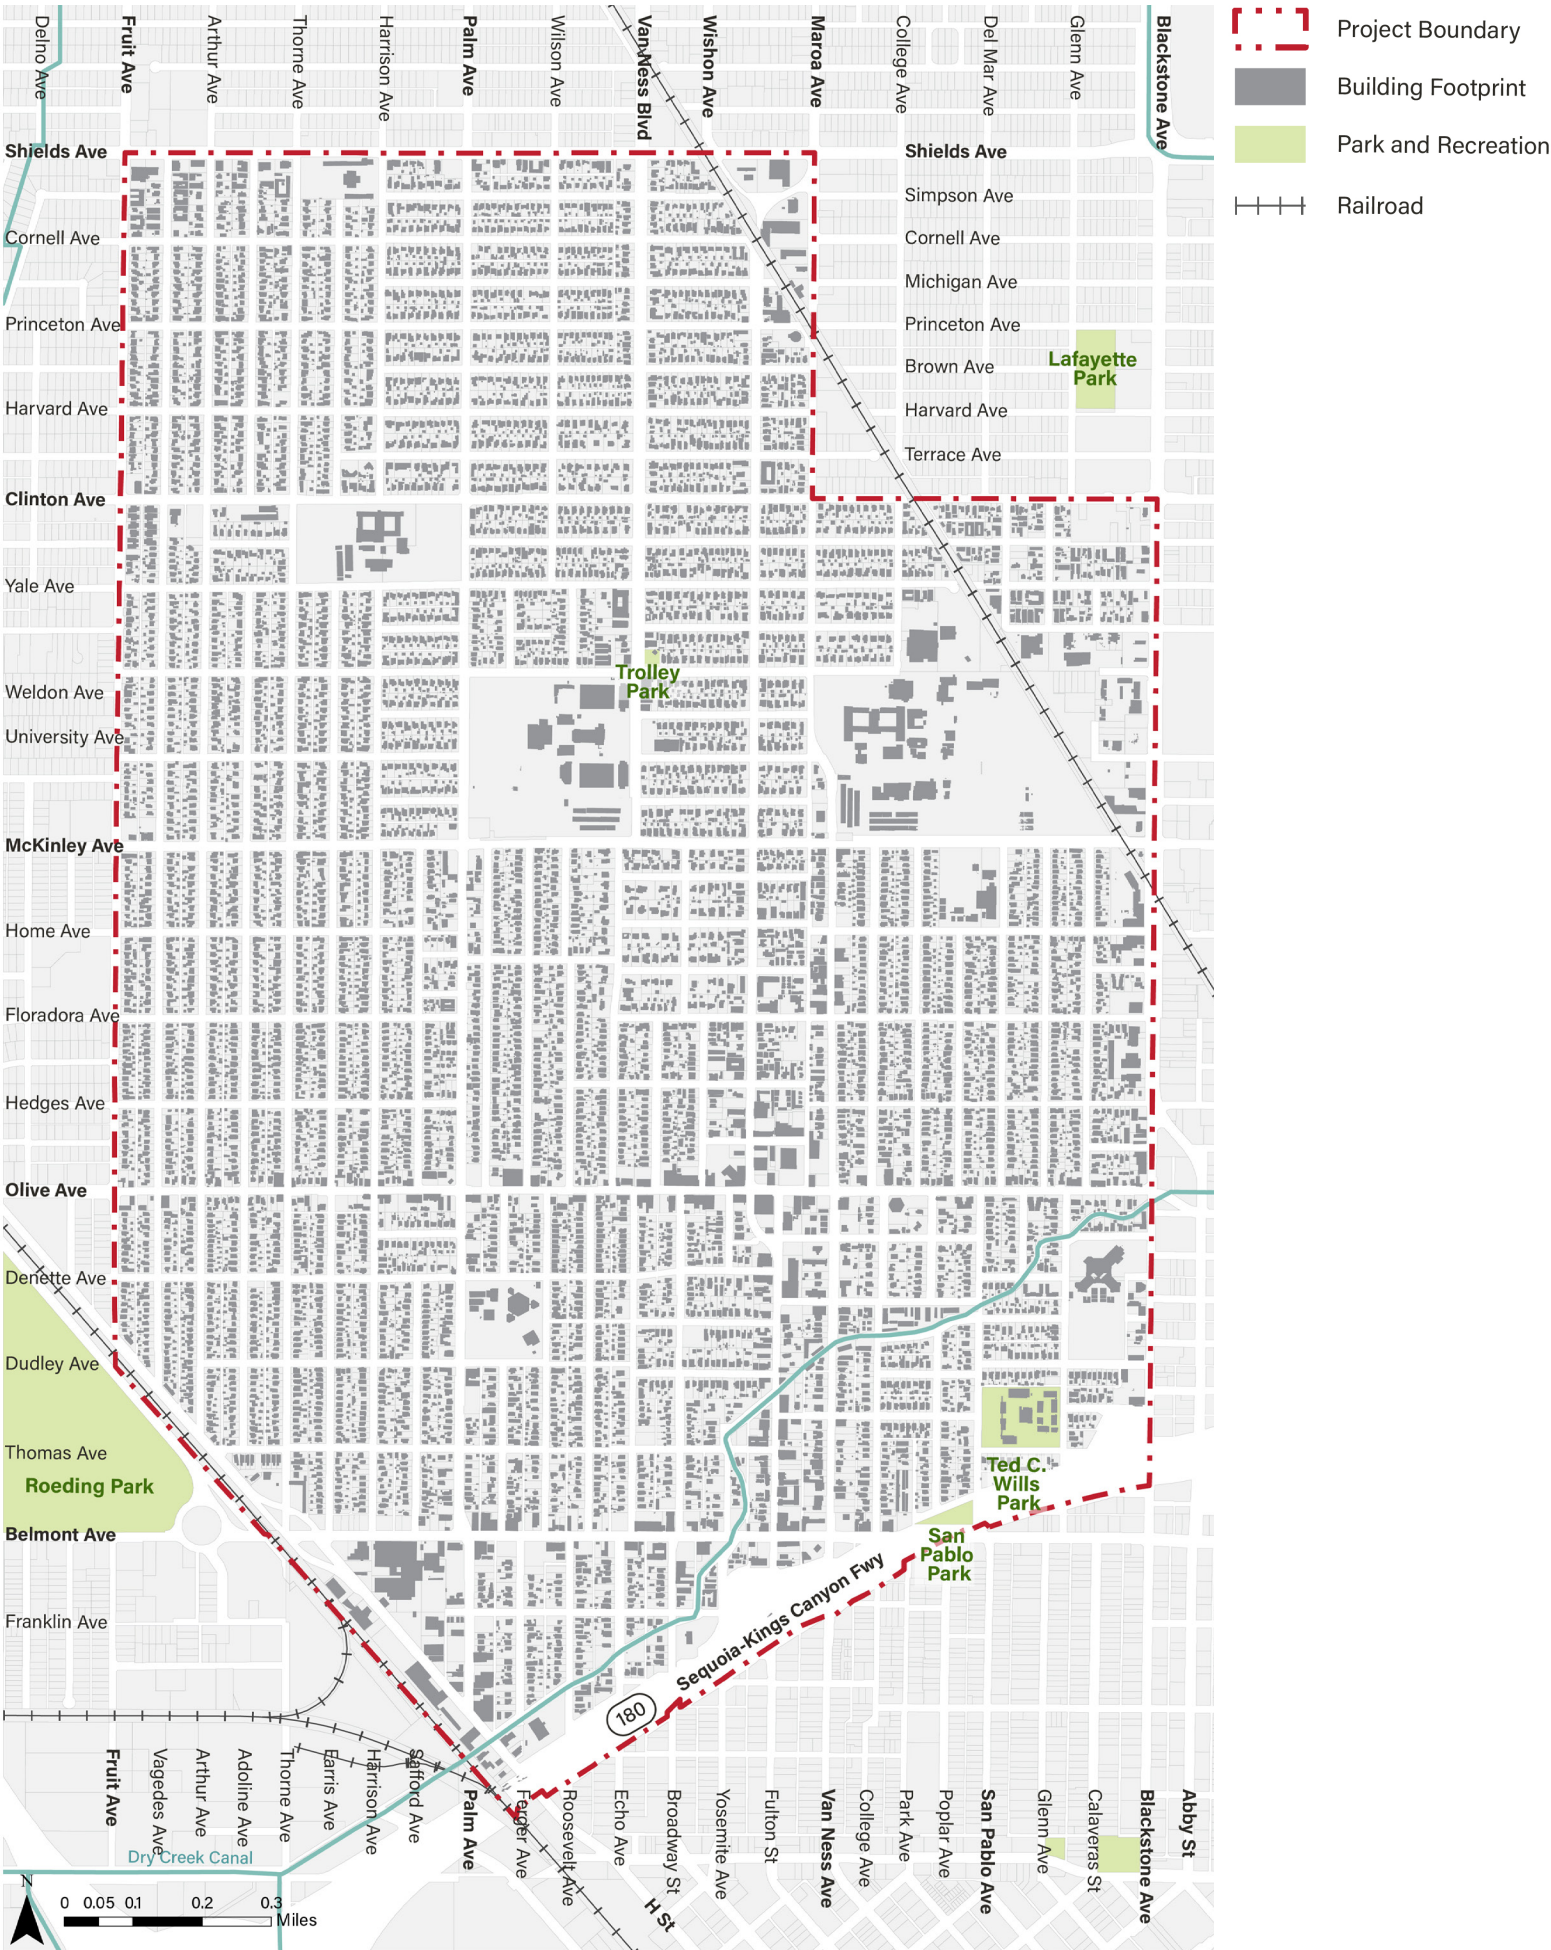 Delno Ave
Fruit Ave
Arthur Ave
Thorne Ave
Harrison Ave
Palm Ave
Wilson Ave
Van Ness Blvd
Wishon Ave
Maroa Ave
College Ave
Del Mar Ave
Glenn Ave
Blackstone Ave
Project Boundary
Building Footprint
Park and Recreation
Railroad
Shields Ave
Shields Ave
Simpson Ave
Cornell Ave
Cornell Ave
Michigan Ave
Princeton Ave
Princeton Ave
Lafayette
Park
Brown Ave
Harvard Ave
Harvard Ave
Terrace Ave
Clinton Ave
Yale Ave
Trolley
Park
Weldon Ave
University Ave
McKinley Ave
Home Ave
Floradora Ave
Hedges Ave
Olive Ave
Denette Ave
Dudley Ave
Thomas Ave
Roeding Park
Ted C.
Wills
Park
Belmont Ave
San
Pablo
Park
Sequoia-Kings Canyon Fwy
180
Franklin Ave
Fruit Ave
Vagedes Ave
Arthur Ave
Adoline Ave
Thorne Ave
Farris Ave
Harrison Ave
Safford Ave
Palm Ave
Ferger Ave
Roosevelt Ave
Echo Ave
Broadway St
Yosemite Ave
Fulton St
Van Ness Ave
College Ave
Park Ave
Poplar Ave
San Pablo Ave
Glenn Ave
Calaveras St
Blackstone Ave
Abby St
H St
Dry Creek Canal
N
0 0.05 0.1 0.2 0.3
Miles